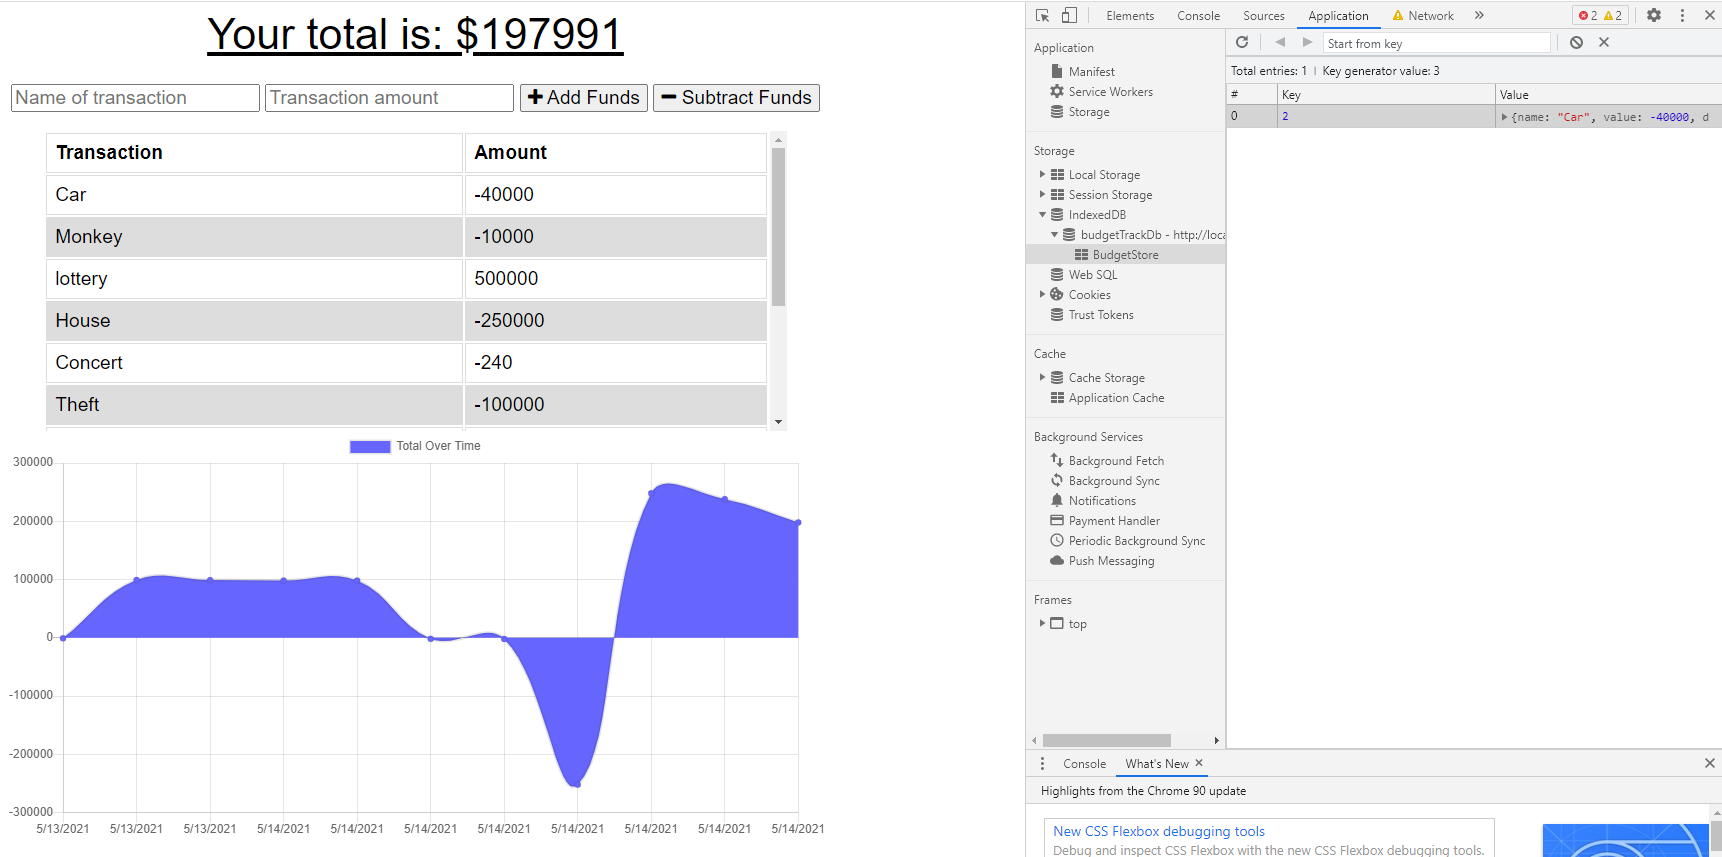 Your total is: $197991
Name of transaction Transaction amount Add Funds Subtract Funds
Transaction Amount
Car -40000
Monkey -10000
lottery 500000
House -250000
Concert -240
Theft -100000
Total Over Time
300000
200000
100000
0
-100000
-200000
-300000
5/13/2021 5/13/2021 5/13/2021 5/14/2021 5/14/2021 5/14/2021 5/14/2021 5/14/2021 5/14/2021 5/14/2021 5/14/2021
Elements Console Sources Application Network » 2 2
Application
Manifest
Service Workers
Storage
Storage
Local Storage
Session Storage
IndexedDB
budgetTrackDb - http://loca
BudgetStore
Web SQL
Cookies
Trust Tokens
Cache
Cache Storage
Application Cache
Background Services
Background Fetch
Background Sync
Notifications
Payment Handler
Periodic Background Sync
Push Messaging
Frames
top
Start from key
Total entries: 1 Key generator value: 3
# Key Value
0 2 {name: "Car", value: -40000, d
Console What's New
Highlights from the Chrome 90 update
New CSS Flexbox debugging tools
Debug and inspect CSS Flexbox with the new CSS Flexbox debugging tools.